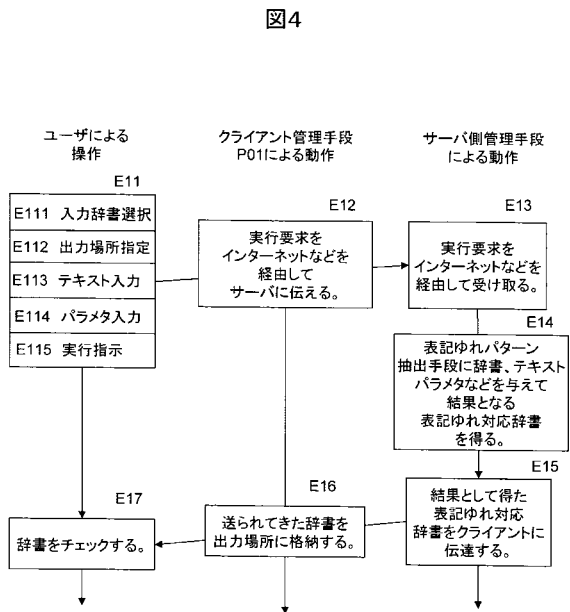 図4
ユーザによる
操作
クライアント管理手段
P01による動作
サーバ側管理手段
による動作
E11
E111 入力辞書選択
E112 出力場所指定
E113 テキスト入力
E114 パラメタ入力
E115 実行指示
E12
実行要求を
インターネットなどを
経由して
サーバに伝える。
E13
実行要求を
インターネットなどを
経由して受け取る。
E14
表記ゆれパターン
抽出手段に辞書、テキスト
パラメタなどを与えて
結果となる
表記ゆれ対応辞書
を得る。
E15
結果として得た
表記ゆれ対応
辞書をクライアントに
伝達する。
E16
送られてきた辞書を
出力場所に格納する。
E17
辞書をチェックする。